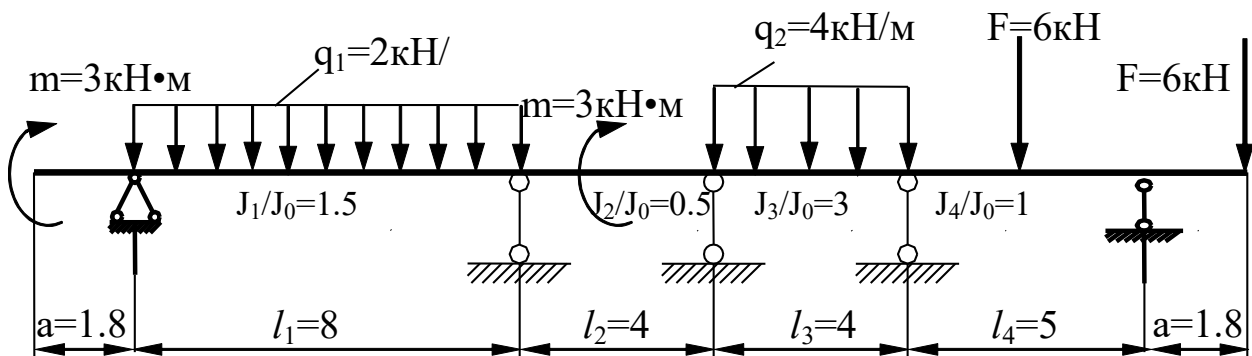 q₂=4кН/м
F=6кН
q₁=2кН/
m=3кН•м
m=3кН•м
F=6кН
J₁/J₀=1.5
J₂/J₀=0.5
J₃/J₀=3
J₄/J₀=1
a=1.8
l₁=8
l₂=4
l₃=4
l₄=5
a=1.8